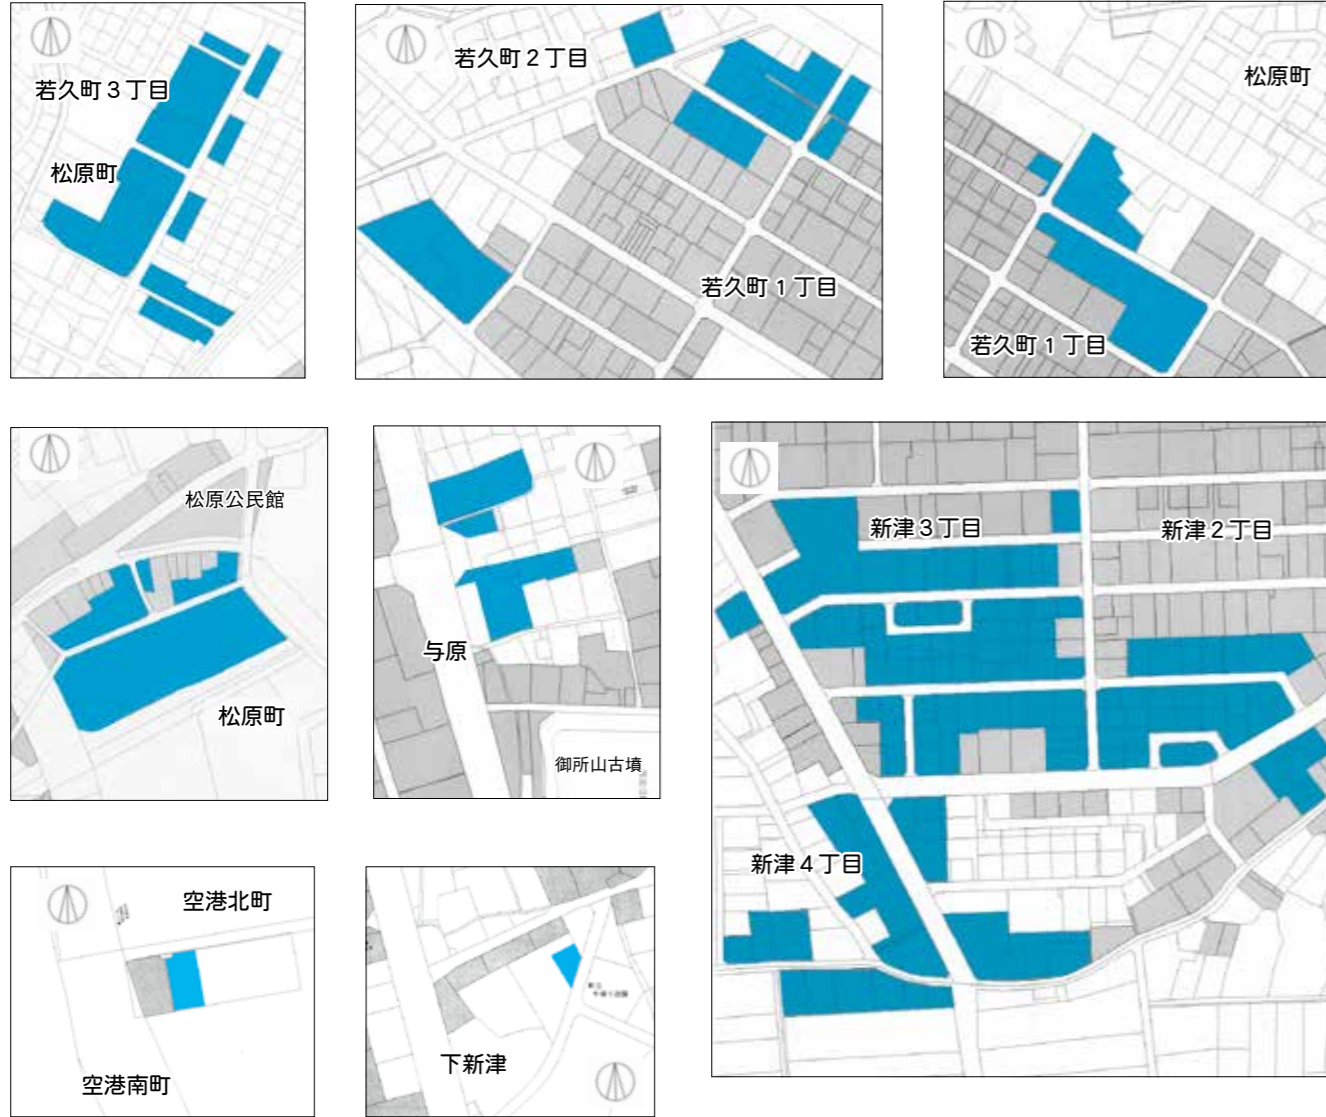 若久町3丁目
松原町
若久町2丁目
若久町1丁目
松原町
若久町1丁目
松原公民館
松原町
与原
御所山古墳
新津3丁目
新津2丁目
新津4丁目
空港北町
空港南町
下新津